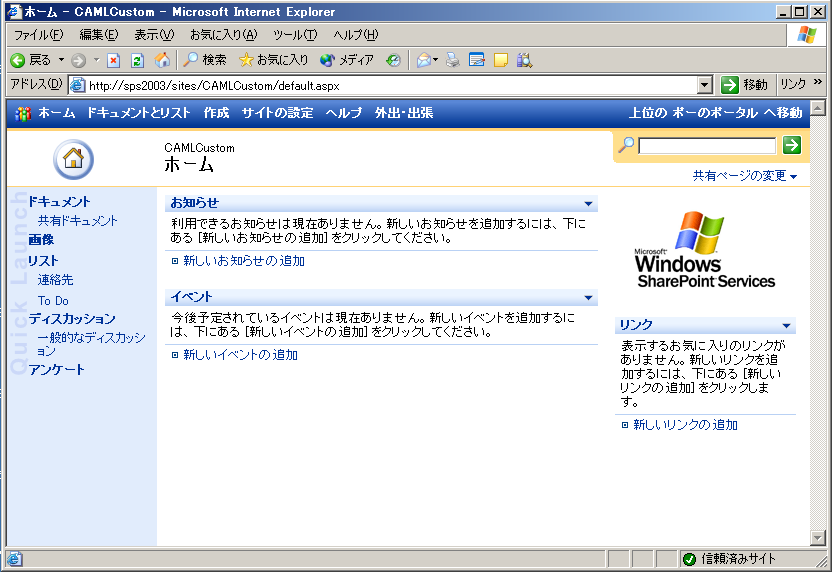 ホーム - CAMLCustom - Microsoft Internet Explorer
ファイル(F) 編集(E) 表示(V) お気に入り(A) ツール(T) ヘルプ(H)
戻る 検索 お気に入り メディア
アドレス(D) http://sps2003/sites/CAMLCustom/default.aspx 移動 リンク »
ホーム ドキュメントとリスト 作成 サイトの設定 ヘルプ 外出・出張 上位の ポーのポータル へ移動
CAMLCustom
ホーム
共有ページの変更
Quick Launch
ドキュメント
共有ドキュメント
画像
リスト
連絡先
To Do
ディスカッション
一般的なディスカッシ
ョン
アンケート
お知らせ
利用できるお知らせは現在ありません。新しいお知らせを追加するには、下に
ある [新しいお知らせの追加] をクリックしてください。
新しいお知らせの追加
イベント
今後予定されているイベントは現在ありません。新しいイベントを追加するに
は、下にある [新しいイベントの追加] をクリックしてください。
新しいイベントの追加
Microsoft
Windows
SharePoint Services
リンク
表示するお気に入りのリンクが
ありません。新しいリンクを追
加するには、下にある [新しい
リンクの追加] をクリックしま
す。
新しいリンクの追加
信頼済みサイト